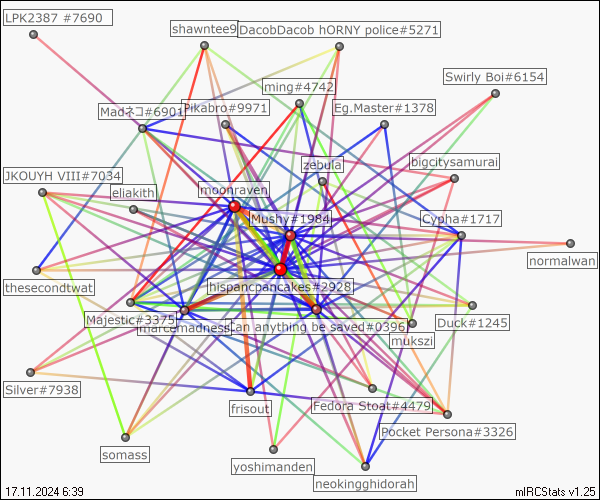 LPK2387 #7690
shawntee9
DacobDacob hORNY police#5271
Swirly Boi#6154
ming#4742
Madネコ#6901
Pikabro#9971
Eg.Master#1378
zebula
bigcitysamurai
JKOUYH VIII#7034
eliakith
moonraven
Mushy#1984
Cypha#1717
normalwan
thesecondtwat
hispancpancakes#2928
Majestic#3375
marcemadness
can anything be saved#0396
Duck#1245
mukszi
Silver#7938
frisout
Fedora Stoat#4479
Pocket Persona#3326
somass
yoshimanden
neokingghidorah
17.11.2024 6:39
mIRCStats v1.25